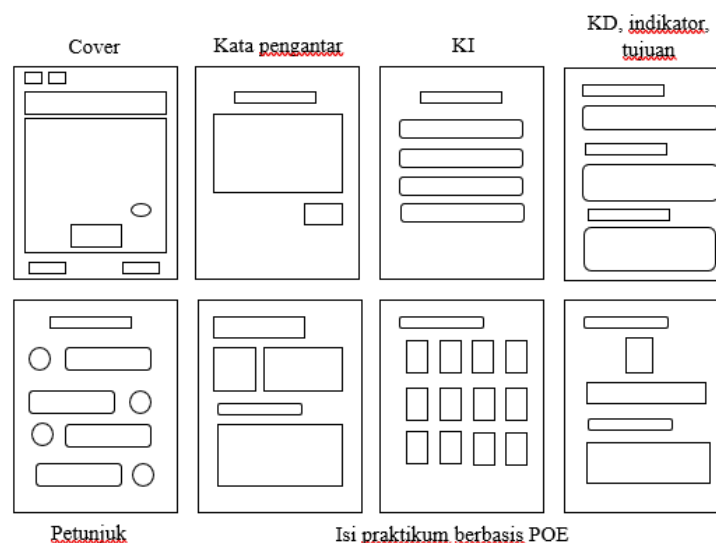 Cover
Kata pengantar
KI
KD, indikator,
tujuan
Petunjuk
Isi praktikum berbasis POE